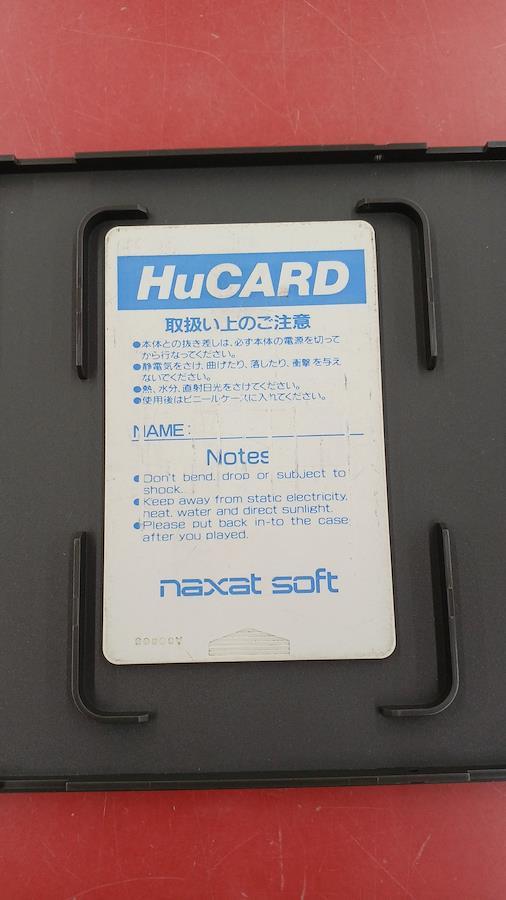 HuCARD
取扱い上のご注意
●本体との抜き差しは、必ず本体の電源を切って
から行なってください。
●静電気をさけ、曲げたり、落したり、衝撃を与え
ないでください。
●熱、水分、直射日光をさけてください。
●使用後はビニールケースに入れてください。
NAME:
Notes
●Don't bend, drop or subject to
shock.
●Keep away from static electricity,
heat, water and direct sunlight.
●Please put back in-to the case
after you played.
naxat soft